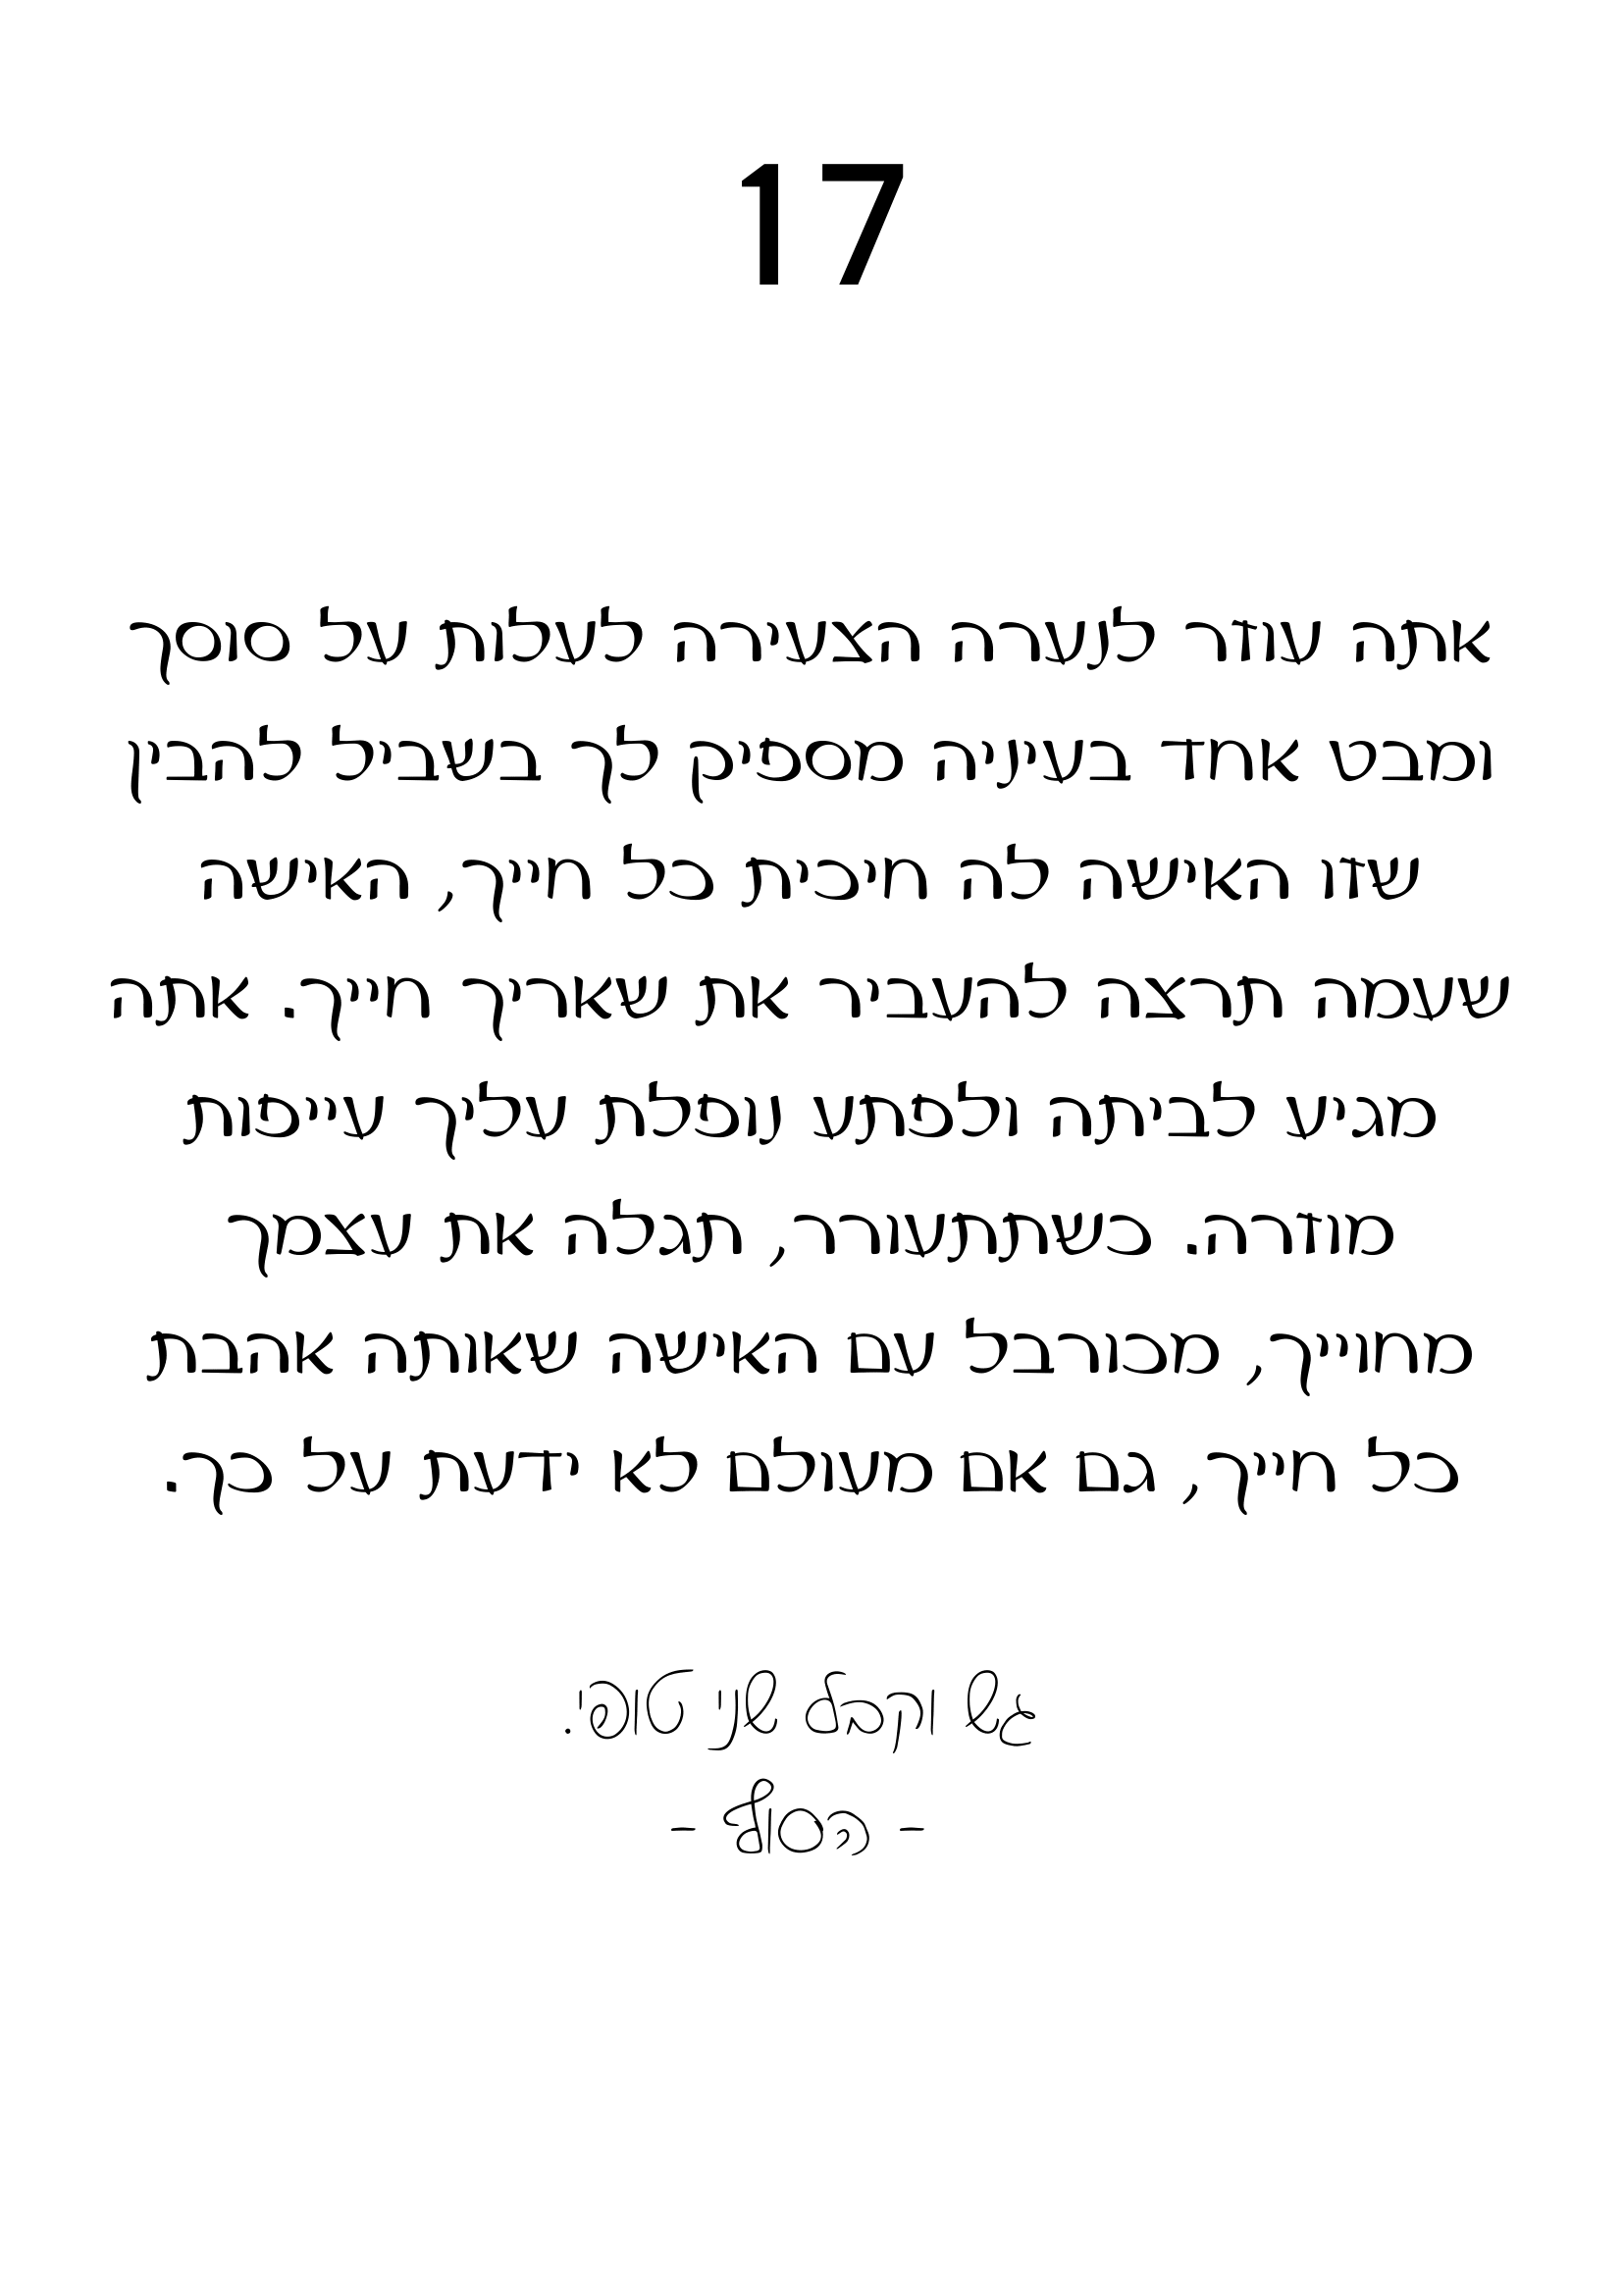 17
אתה עוזר לנערה הצעירה לעלות על סוסך
ומבט אחד בעיניה מספיק לך בשביל להבין
שזו האישה לה חיכית כל חייך, האישה
שעמה תרצה להעביר את שאריך חייך. אתה
מגיע לביתה ולפתע נופלת עליך עייפות
מוזרה. כשתתעורר, תגלה את עצמך
מחוייך, מכורבל עם האישה שאותה אהבת
כל חייך, גם אם מעולם לא ידעת על כך.
גש וקבל שני טופי.
- הסוף -